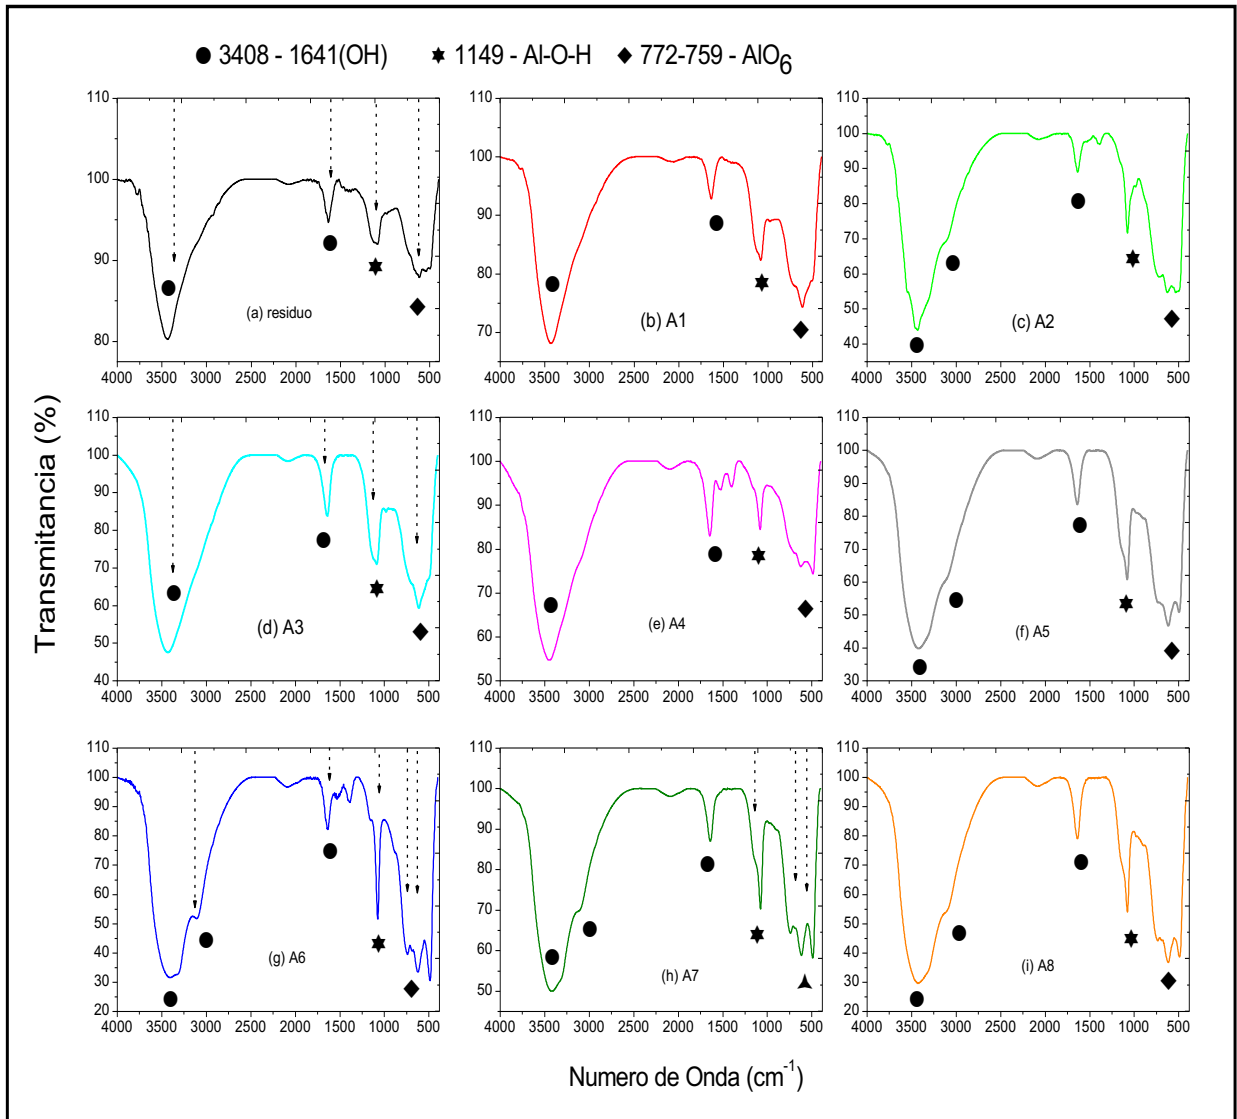 3408 - 1641(OH) 1149 - Al-O-H 772-759 - AlO6
Transmitancia (%)
110 110 110
100 100 100
90 90 90
80 80 80
70 70
60
50
40
(a) residuo (b) A1 (c) A2
4000 3500 3000 2500 2000 1500 1000 500 4000 3500 3000 2500 2000 1500 1000 500 4000 3500 3000 2500 2000 1500 1000 500
110 110 110
100 100 100
90 90 90
80 80 80
70 70 70
60 60 60
50 50 50
40 40
30
(d) A3 (e) A4 (f) A5
4000 3500 3000 2500 2000 1500 1000 500 4000 3500 3000 2500 2000 1500 1000 500 4000 3500 3000 2500 2000 1500 1000 500
110 110 110
100 100 100
90 90 90
80 80 80
70 70 70
60 60 60
50 50 50
40 40
30 30
20 20
(g) A6 (h) A7 (i) A8
4000 3500 3000 2500 2000 1500 1000 500 4000 3500 3000 2500 2000 1500 1000 500 4000 3500 3000 2500 2000 1500 1000 500
Numero de Onda (cm-1)